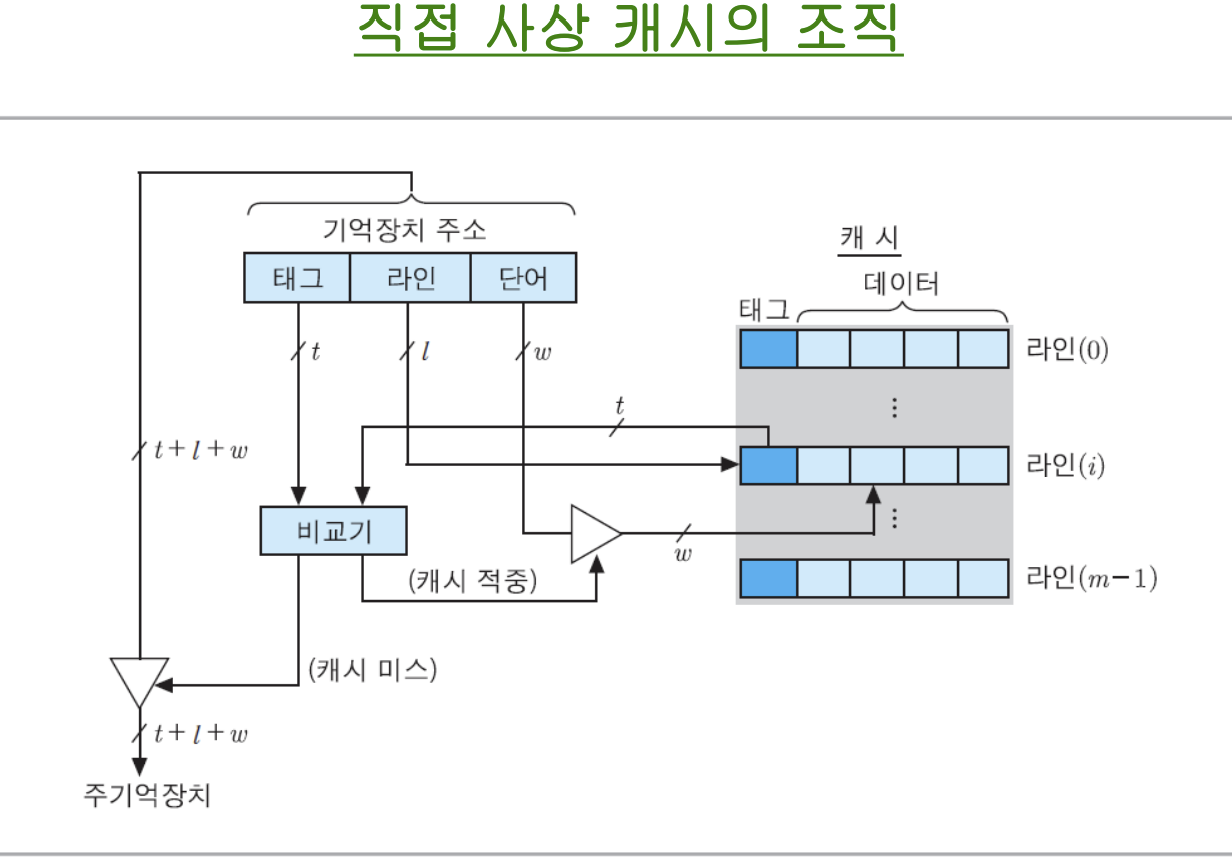 직접 사상 캐시의 조직
기억장치 주소
태그 라인 단어
t l w
t+l+w
캐 시
데이터
태그
라인(0)
⋮
t
라인(i)
⋮
비교기
w
(캐시 적중)
라인(m−1)
(캐시 미스)
t+l+w
주기억장치